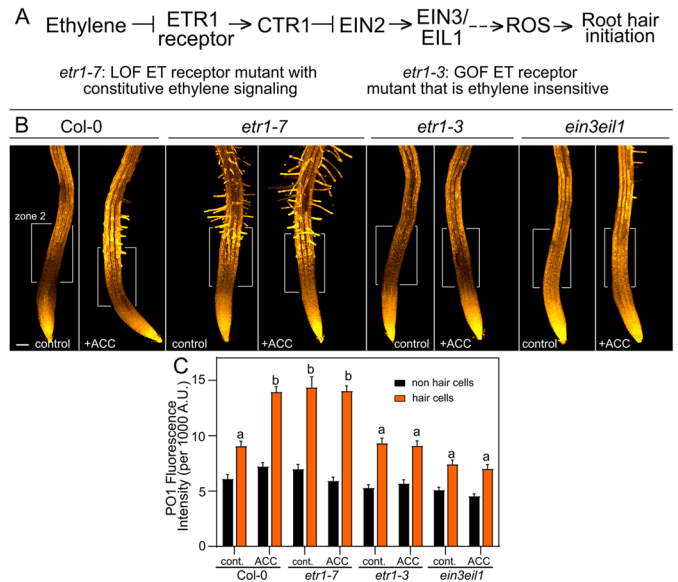 A
Ethylene ETR1 receptor CTR1 EIN2 EIN3/ EIL1 ROS Root hair initiation
etr1-7: LOF ET receptor mutant with
constitutive ethylene signaling
etr1-3: GOF ET receptor
mutant that is ethylene insensitive
B
Col-0 etr1-7 etr1-3 ein3eil1
zone 2
control +ACC control +ACC control +ACC control +ACC
C
PO1 Fluorescence
Intensity (per 1000 A.U.)
15
10
5
0
a b b b a a a a
non hair cells
hair cells
cont. ACC cont. ACC cont. ACC cont. ACC
Col-0 etr1-7 etr1-3 ein3eil1